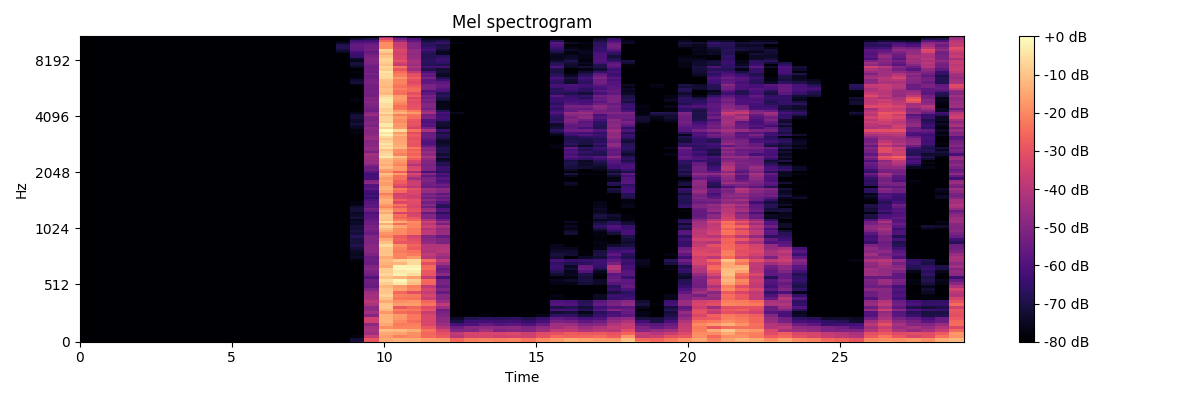 Mel spectrogram
Hz
8192
4096
2048
1024
512
0
0 5 10 15 20 25
Time
+0 dB
-10 dB
-20 dB
-30 dB
-40 dB
-50 dB
-60 dB
-70 dB
-80 dB